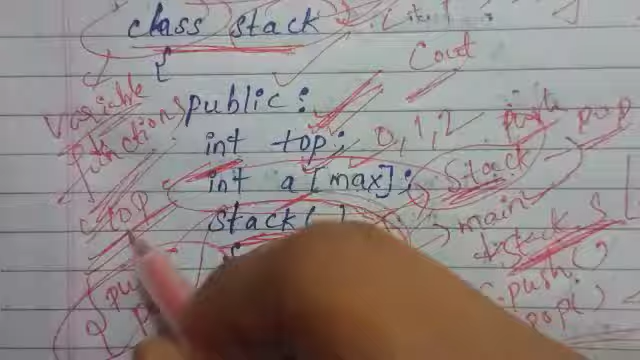 class stack
{
Cout
public:
variable
functions
int top; 0, 1, 2 push pop
int a[max]; Stack
top stack() main stack s
{
push()
pop()